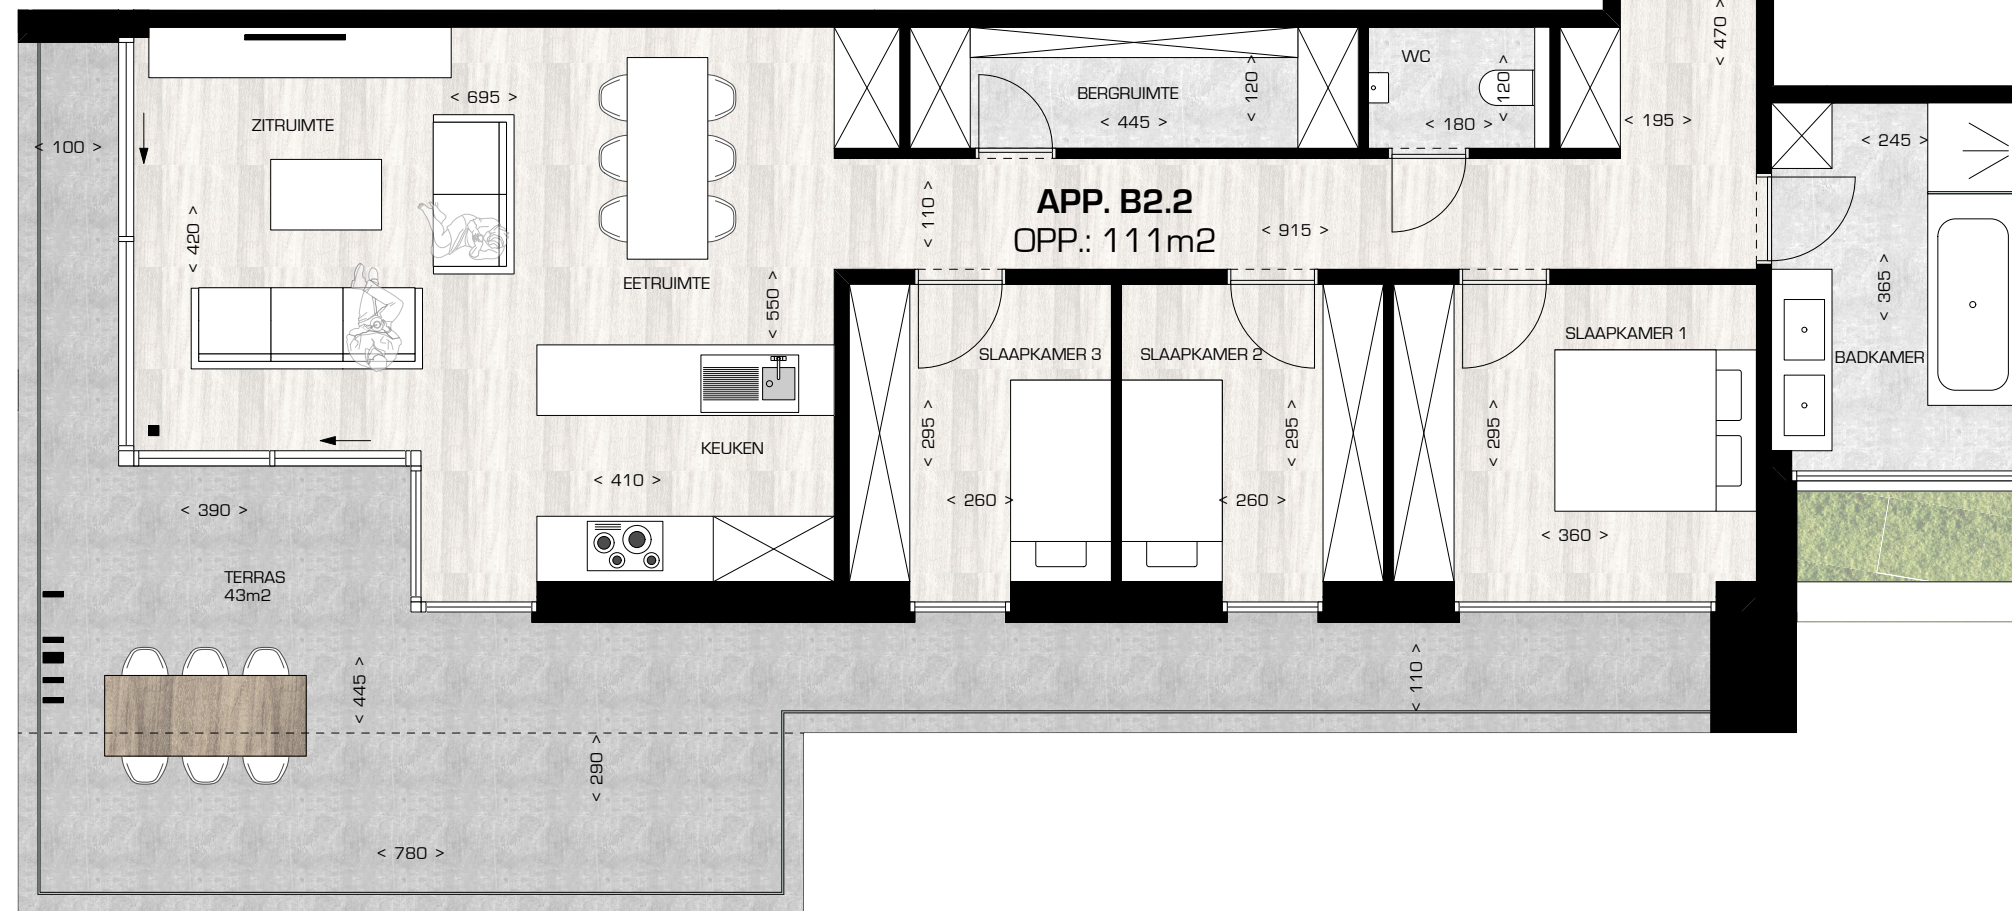 < 470 >
WC
BERGRUIMTE
< 120 >
< 120 >
< 695 >
ZITRUIMTE
< 445 >
< 180 >
< 195 >
< 100 >
< 245 >
APP. B2.2
OPP.: 111m2
< 110 >
< 915 >
< 420 >
EETRUIMTE
< 550 >
< 365 >
SLAAPKAMER 3
SLAAPKAMER 2
SLAAPKAMER 1
BADKAMER
KEUKEN
< 295 >
< 295 >
< 295 >
< 410 >
< 260 >
< 260 >
< 390 >
< 360 >
TERRAS
43m2
< 445 >
< 110 >
< 290 >
< 780 >